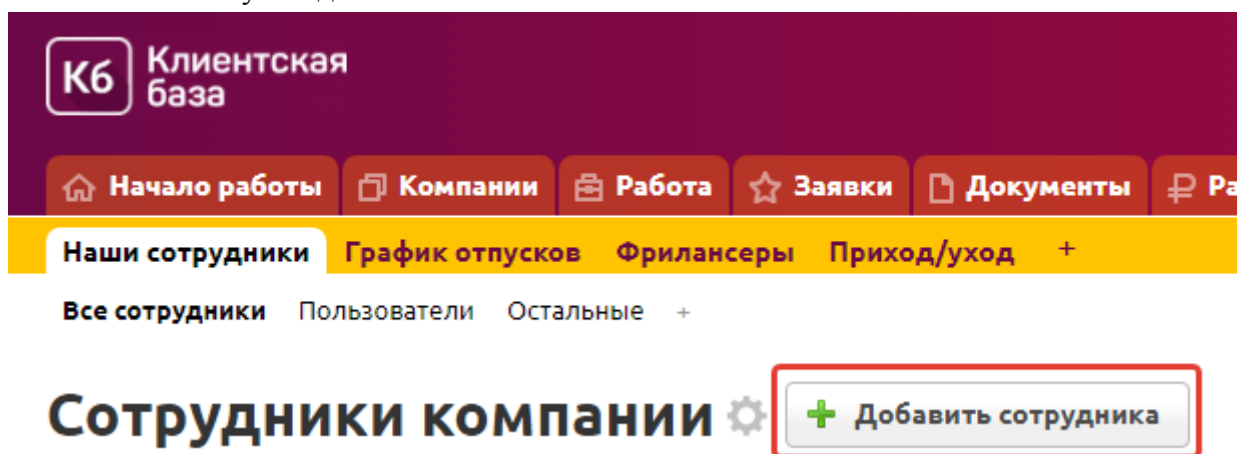 Кб Клиентская
база
Начало работы Компании Работа Заявки Документы
Наши сотрудники График отпусков Фрилансеры Приход/уход +
Все сотрудники Пользователи Остальные +
Сотрудники компании + Добавить сотрудника